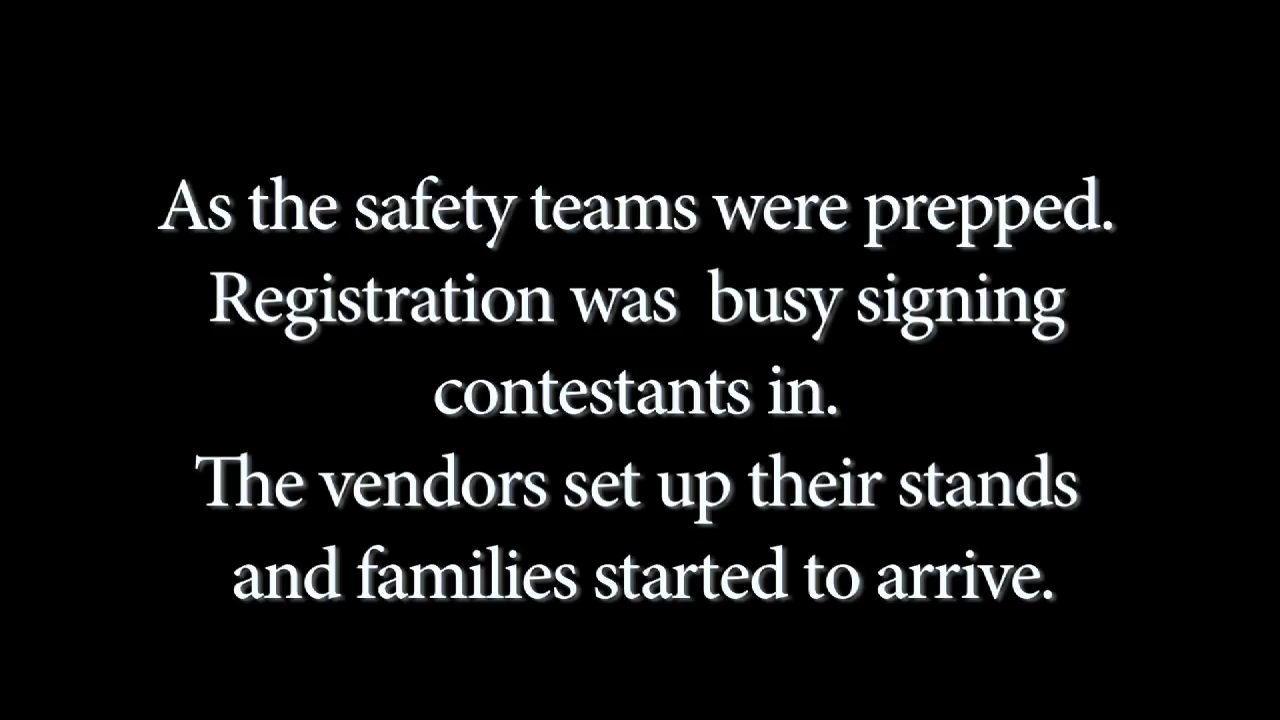 As the safety teams were prepped.
Registration was  busy signing
contestants in.
The vendors set up their stands
and families started to arrive.